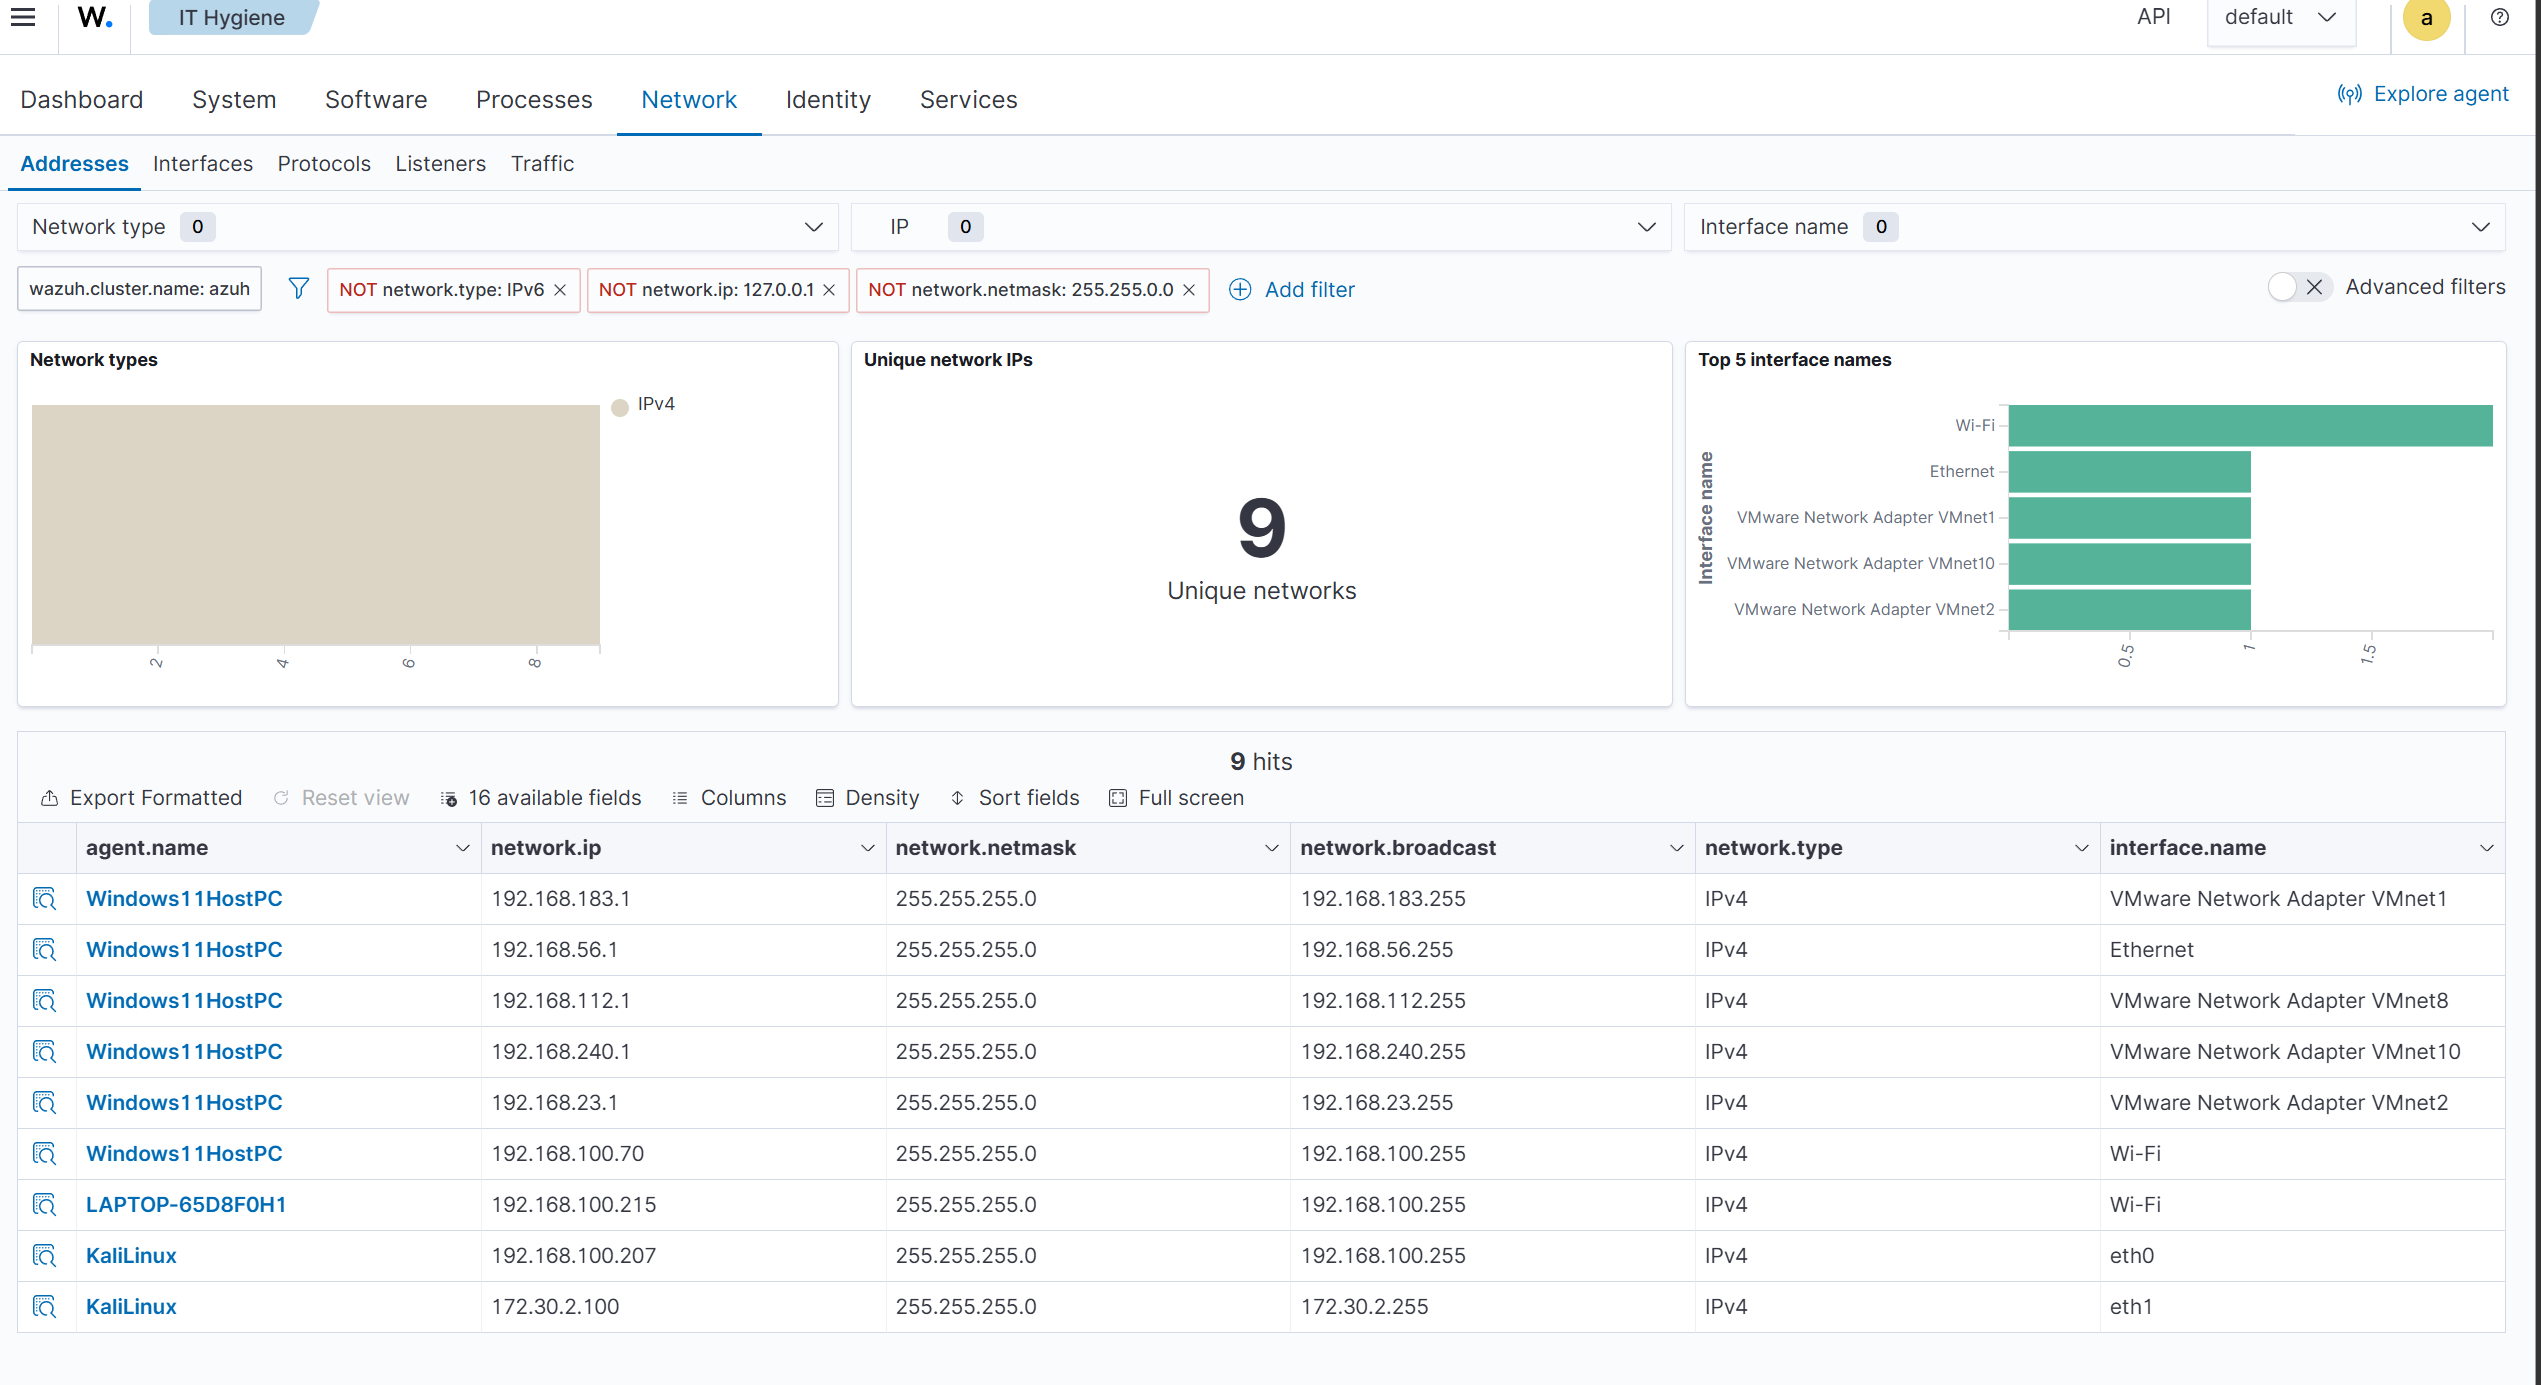 W. IT Hygiene API default a
Dashboard System Software Processes Network Identity Services Explore agent
Addresses Interfaces Protocols Listeners Traffic
Network type 0 IP 0 Interface name 0
wazuh.cluster.name: azuh NOT network.type: IPv6 NOT network.ip: 127.0.0.1 NOT network.netmask: 255.255.0.0 Add filter Advanced filters
Network types
IPv4
2 4 6 8
Unique network IPs
9
Unique networks
Top 5 interface names
Interface name
Wi-Fi
Ethernet
VMware Network Adapter VMnet1
VMware Network Adapter VMnet10
VMware Network Adapter VMnet2
0.5 1 1.5
9 hits
Export Formatted Reset view 16 available fields Columns Density Sort fields Full screen
agent.name network.ip network.netmask network.broadcast network.type interface.name
Windows11HostPC 192.168.183.1 255.255.255.0 192.168.183.255 IPv4 VMware Network Adapter VMnet1
Windows11HostPC 192.168.56.1 255.255.255.0 192.168.56.255 IPv4 Ethernet
Windows11HostPC 192.168.112.1 255.255.255.0 192.168.112.255 IPv4 VMware Network Adapter VMnet8
Windows11HostPC 192.168.240.1 255.255.255.0 192.168.240.255 IPv4 VMware Network Adapter VMnet10
Windows11HostPC 192.168.23.1 255.255.255.0 192.168.23.255 IPv4 VMware Network Adapter VMnet2
Windows11HostPC 192.168.100.70 255.255.255.0 192.168.100.255 IPv4 Wi-Fi
LAPTOP-65D8F0H1 192.168.100.215 255.255.255.0 192.168.100.255 IPv4 Wi-Fi
KaliLinux 192.168.100.207 255.255.255.0 192.168.100.255 IPv4 eth0
KaliLinux 172.30.2.100 255.255.255.0 172.30.2.255 IPv4 eth1